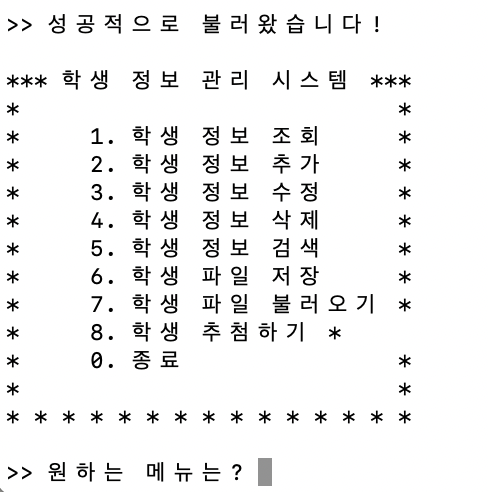 >> 성공적으로 불러왔습니다!
*** 학생 정보 관리 시스템 ***
* *
* 1. 학생 정보 조회 *
* 2. 학생 정보 추가 *
* 3. 학생 정보 수정 *
* 4. 학생 정보 삭제 *
* 5. 학생 정보 검색 *
* 6. 학생 파일 저장 *
* 7. 학생 파일 불러오기 *
* 8. 학생 추첨하기 *
* 0. 종료 *
* *
* * * * * * * * * * * * * * *
>> 원하는 메뉴는?